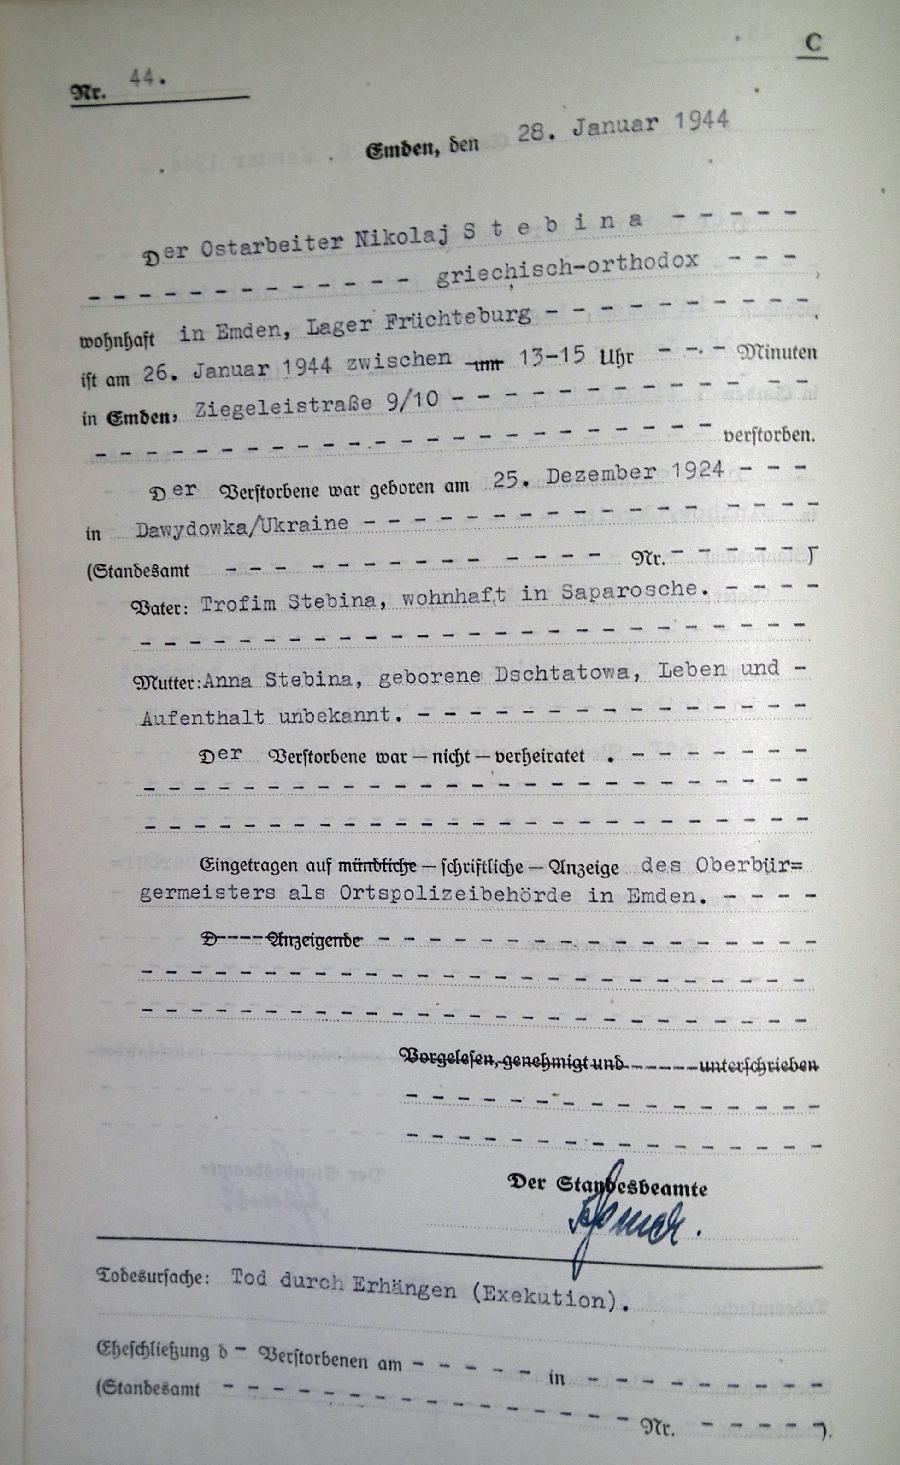 C
Nr. 44.
Emden, den 28. Januar 1944
Der Ostarbeiter Nikolaj S t e b i n a - - - - -
- - - - - - - - - - - - - griechisch-orthodox - - - ,
wohnhaft in Emden, Lager Früchteburg - - - - - - - - - - ,
ist am 26. Januar 1944 zwischen um 13-15 Uhr - - - Minuten
in Emden, Ziegeleistraße 9/10 - - - - - - - - - - - - - -
- - - - - - - - - - - - - - - - - - - - - - - - verstorben.
Der Verstorbene war geboren am 25. Dezember 1924 - - -
in Dawydowka/Ukraine - - - - - - - - - - - - - - - - - -
(Standesamt - - - - - - - - - - - - - Nr. - - - - - -)
Vater: Trofim Stebina, wohnhaft in Saparosche. - - - -
- - - - - - - - - - - - - - - - - - - - - - - - - -
Mutter: Anna Stebina, geborene Dschtatowa, Leben und -
Aufenthalt unbekannt. - - - - - - - - - - - - - - -
Der Verstorbene war — nicht — verheiratet . - - - - - - -
- - - - - - - - - - - - - - - - - - - - - - - - - -
- - - - - - - - - - - - - - - - - - - - - - - - - -
Eingetragen auf mündliche — schriftliche — Anzeige des Oberbür=
germeisters als Ortspolizeibehörde in Emden. - - - -
D - - - - Anzeigende - - - - - - - - - - - - - - - - -
- - - - - - - - - - - - - - - - - - - - - - - - - -
- - - - - - - - - - - - - - - - - - - - - - - - - -
Vorgelesen, genehmigt und - - - - - - unterschrieben
- - - - - - - - - - - - - - - -
- - - - - - - - - - - - - - - -
Der Standesbeamte
Todesursache: Tod durch Erhängen (Exekution).
Eheschließung d - Verstorbenen am - - - - - in - - - - - - - - -
(Standesamt - - - - - - - - - - - - - - - - - Nr. - - - - - ).